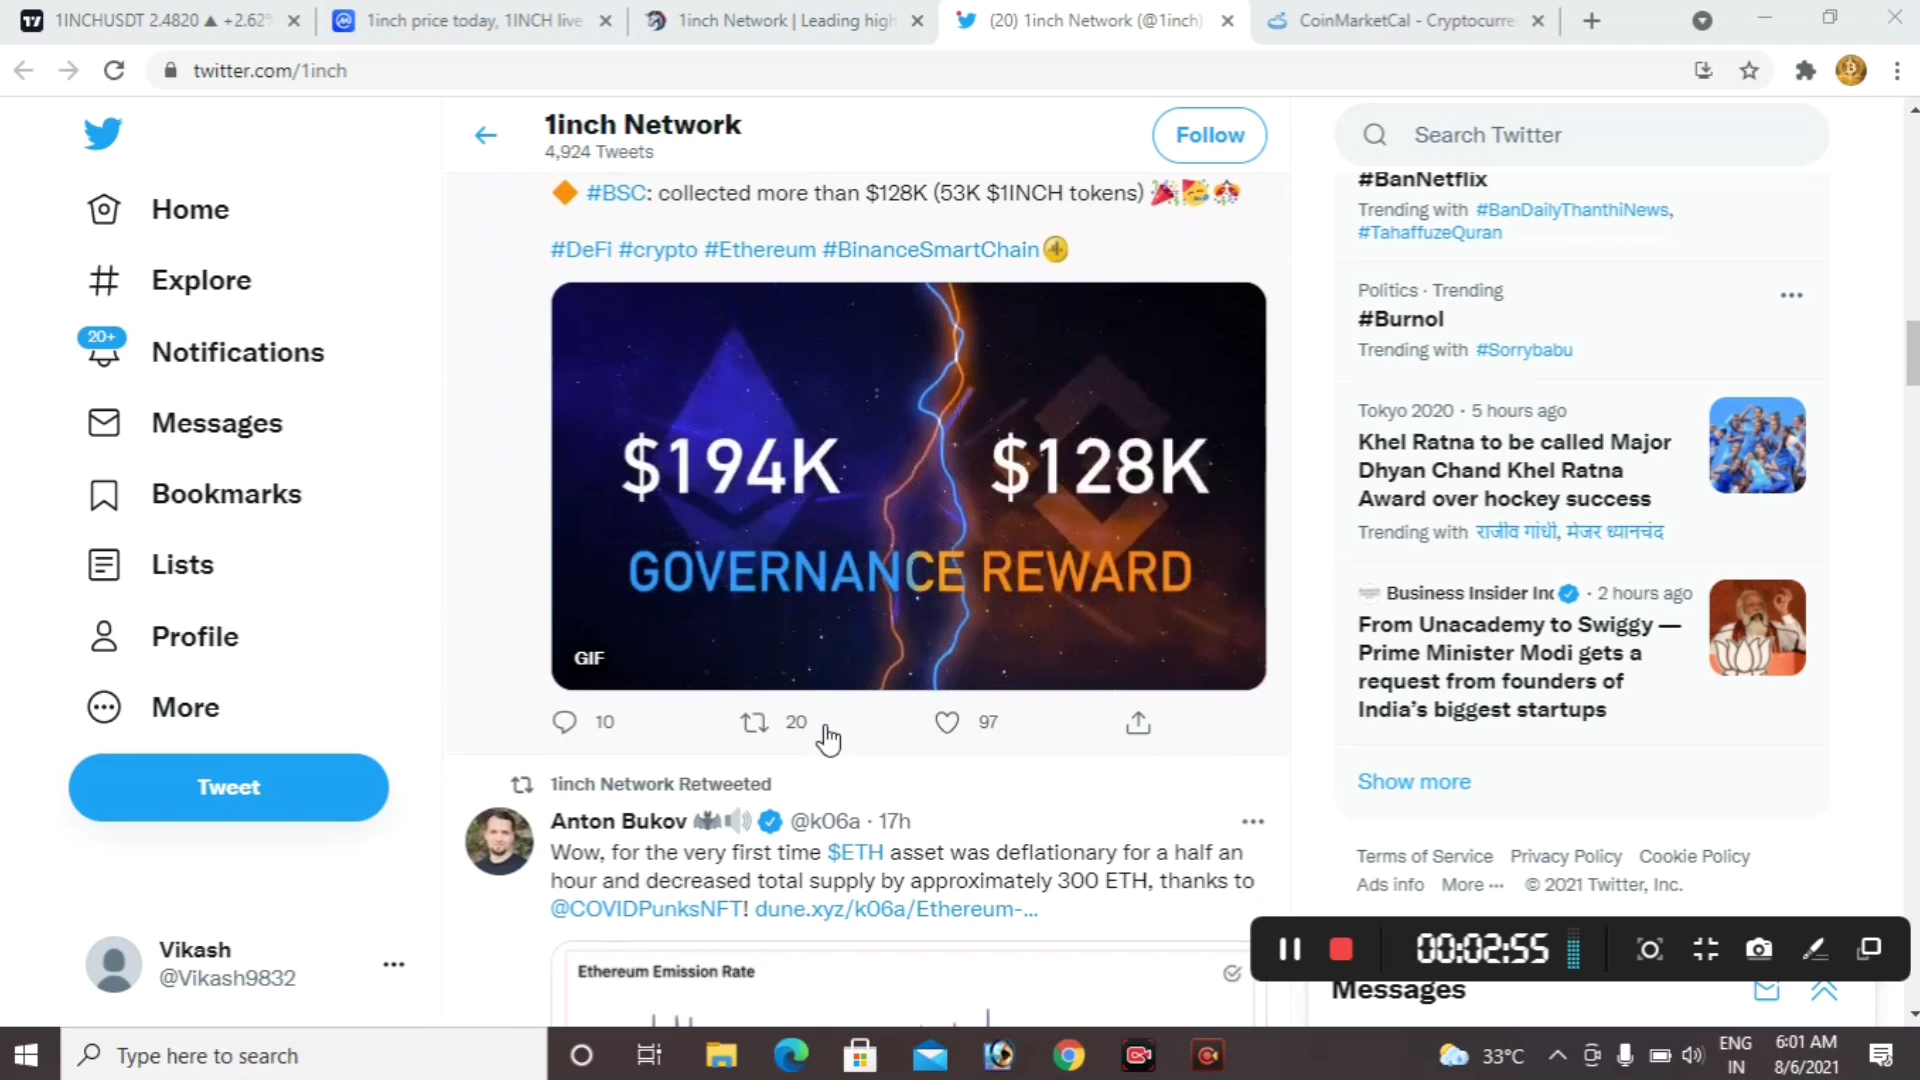 1INCHUSDT 2.4820 ▲ +2.62%
1inch price today, 1INCH live
1inch Network | Leading high
(20) 1inch Network (@1inch)
CoinMarketCal - Cryptocurre
twitter.com/1inch
Home
Explore
20+
Notifications
Messages
Bookmarks
Lists
Profile
More
Tweet
Vikash
@Vikash9832
1inch Network
4,924 Tweets
Follow
🔶 #BSC: collected more than $128K (53K $1INCH tokens) 🎉🥳🎊
#DeFi #crypto #Ethereum #BinanceSmartChain
$194K $128K
GOVERNANCE REWARD
GIF
10 20 97
1inch Network Retweeted
Anton Bukov 🦇🔊 @k06a · 17h
Wow, for the very first time $ETH asset was deflationary for a half an
hour and decreased total supply by approximately 300 ETH, thanks to
@COVIDPunksNFT! dune.xyz/k06a/Ethereum-...
Ethereum Emission Rate
Search Twitter
#BanNetflix
Trending with #BanDailyThanthiNews,
#TahaffuzeQuran
Politics · Trending
#Burnol
Trending with #Sorrybabu
Tokyo 2020 · 5 hours ago
Khel Ratna to be called Major
Dhyan Chand Khel Ratna
Award over hockey success
Trending with राजीव गांधी, मेजर ध्यानचंद
Business Insider Inc · 2 hours ago
From Unacademy to Swiggy —
Prime Minister Modi gets a
request from founders of
India's biggest startups
Show more
Terms of Service Privacy Policy Cookie Policy
Ads info More ··· © 2021 Twitter, Inc.
00:02:55
Messages
Type here to search
33°C
ENG
IN
6:01 AM
8/6/2021